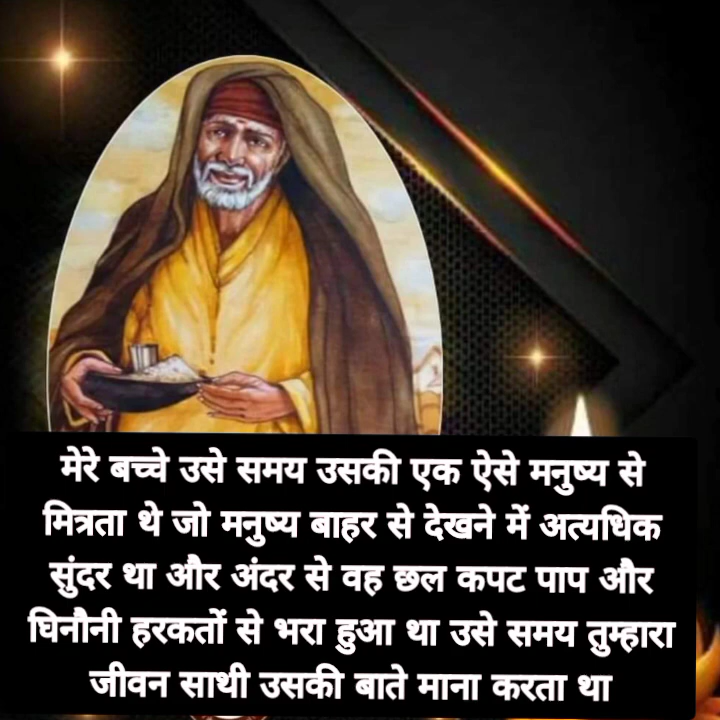 मेरे बच्चे उसे समय उसकी एक ऐसे मनुष्य से
मित्रता थे जो मनुष्य बाहर से देखने में अत्यधिक
सुंदर था और अंदर से वह छल कपट पाप और
घिनौनी हरकतों से भरा हुआ था उसे समय तुम्हारा
जीवन साथी उसकी बाते माना करता था